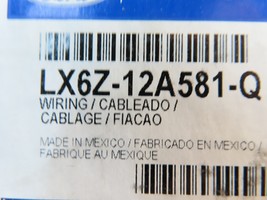 LX6Z-12A581-Q
WIRING / CABLEADO /
CABLAGE / FIACAO
MADE IN MEXICO / FABRICADO EN MEXICO /
FABRIQUE AU MEXIQUE